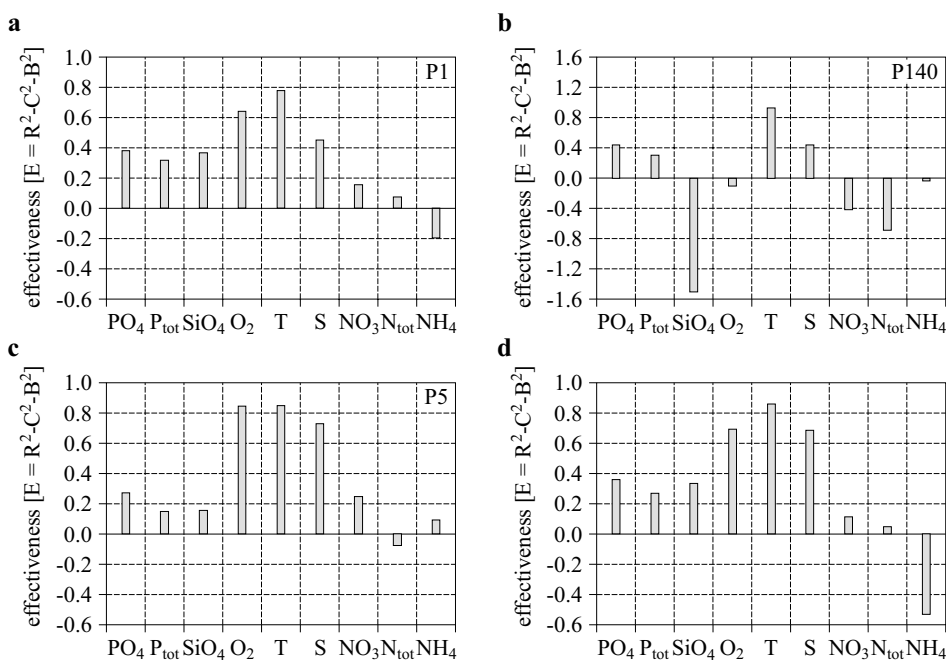 a
effectiveness [E = R²-C²-B²]
1.0
0.8
0.6
0.4
0.2
0.0
-0.2
-0.4
-0.6
P1
PO₄ Pₜₒₜ SiO₄ O₂ T S NO₃ Nₜₒₜ NH₄
b
effectiveness [E = R²-C²-B²]
1.6
1.2
0.8
0.4
0.0
-0.4
-0.8
-1.2
-1.6
P140
PO₄ Pₜₒₜ SiO₄ O₂ T S NO₃ Nₜₒₜ NH₄
c
effectiveness [E = R²-C²-B²]
1.0
0.8
0.6
0.4
0.2
0.0
-0.2
-0.4
-0.6
P5
PO₄ Pₜₒₜ SiO₄ O₂ T S NO₃ Nₜₒₜ NH₄
d
effectiveness [E = R²-C²-B²]
1.0
0.8
0.6
0.4
0.2
0.0
-0.2
-0.4
-0.6
PO₄ Pₜₒₜ SiO₄ O₂ T S NO₃ Nₜₒₜ NH₄